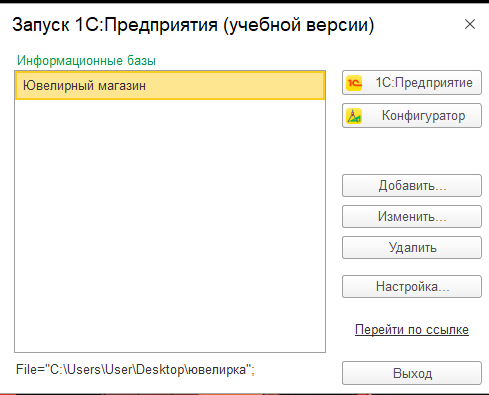 Запуск 1С:Предприятия (учебной версии)
Информационные базы
Ювелирный магазин
1С:Предприятие
Конфигуратор
Добавить...
Изменить...
Удалить
Настройка...
Перейти по ссылке
File="C:\Users\User\Desktop\ювелирка";
Выход